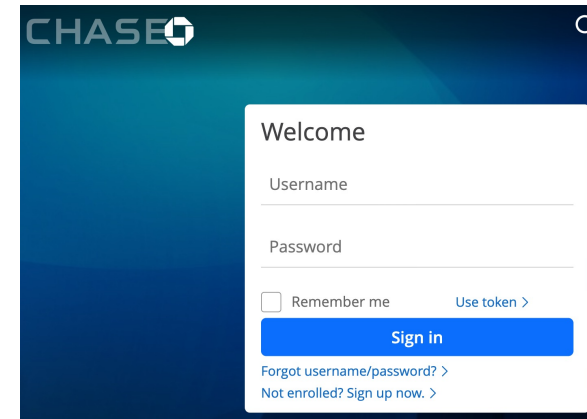 CHASE
Welcome
Username
Password
Remember me
Use token >
Sign in
Forgot username/password? >
Not enrolled? Sign up now. >